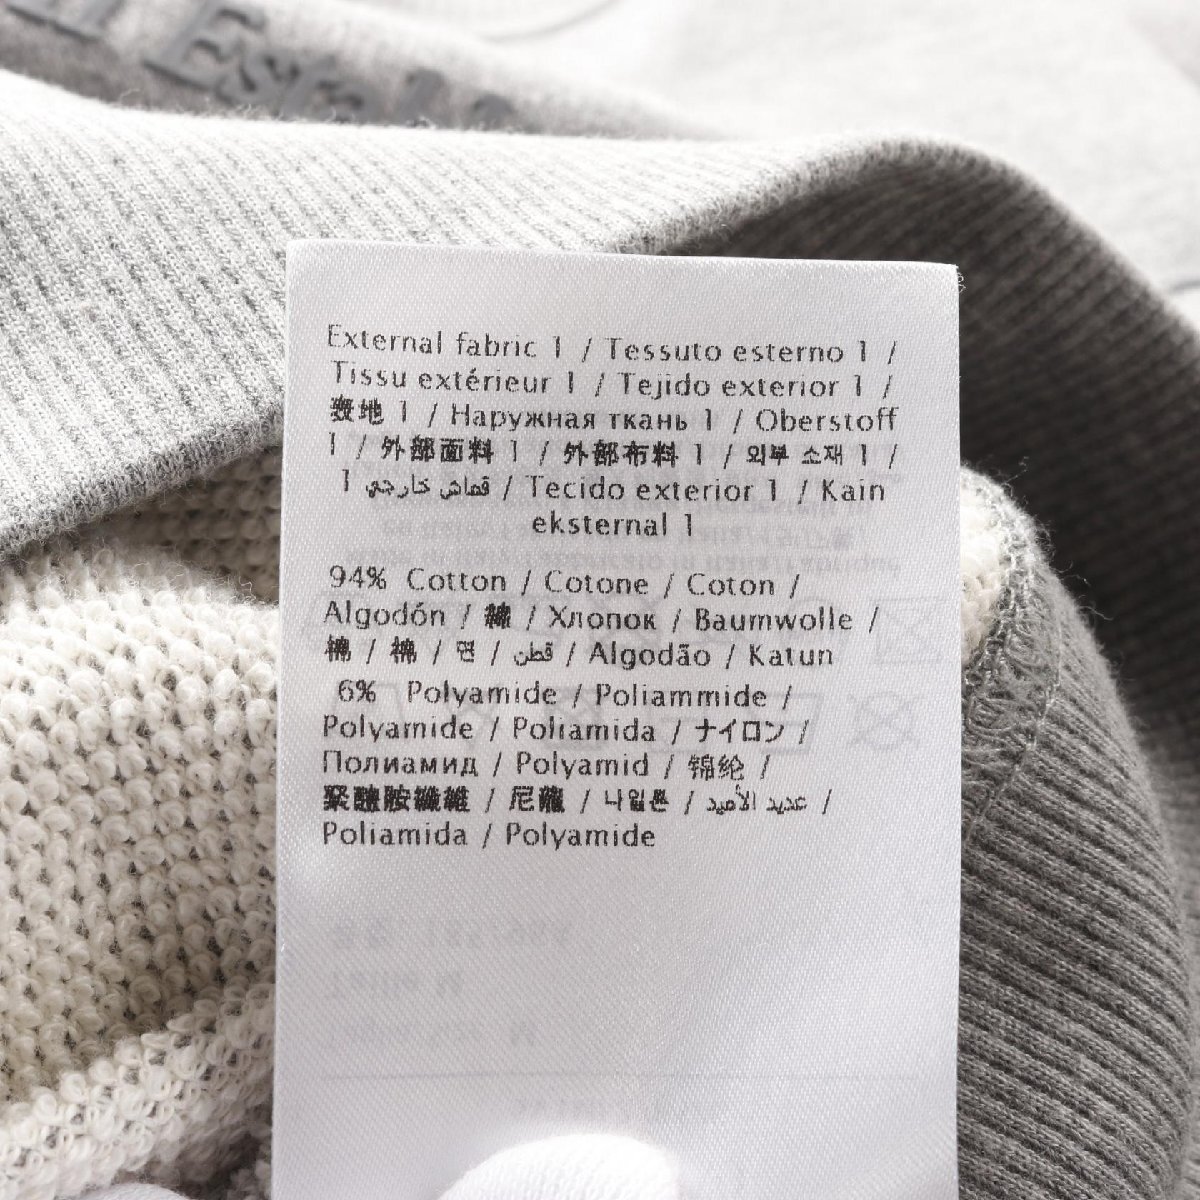 Esta
External fabric 1 / Tessuto esterno 1 /
Tissu extérieur 1 / Tejido exterior 1 /
表地 1 / Наружная ткань 1 / Oberstoff
1 / 外部面料 1 / 外部布料 1 / 외부 소재 1 /
1 قماش خارجي / Tecido exterior 1 / Kain
eksternal 1
94% Cotton / Cotone / Coton /
Algodón / 綿 / Хлопок / Baumwolle /
棉 / 棉 / 면 / قطن / Algodão / Katun
6% Polyamide / Poliammide /
Polyamide / Poliamida / ナイロン /
Полиамид / Polyamid / 锦纶 /
聚醯胺纖維 / 尼龍 / 나일론 / عديد الأميد /
Poliamida / Polyamide
Taille M